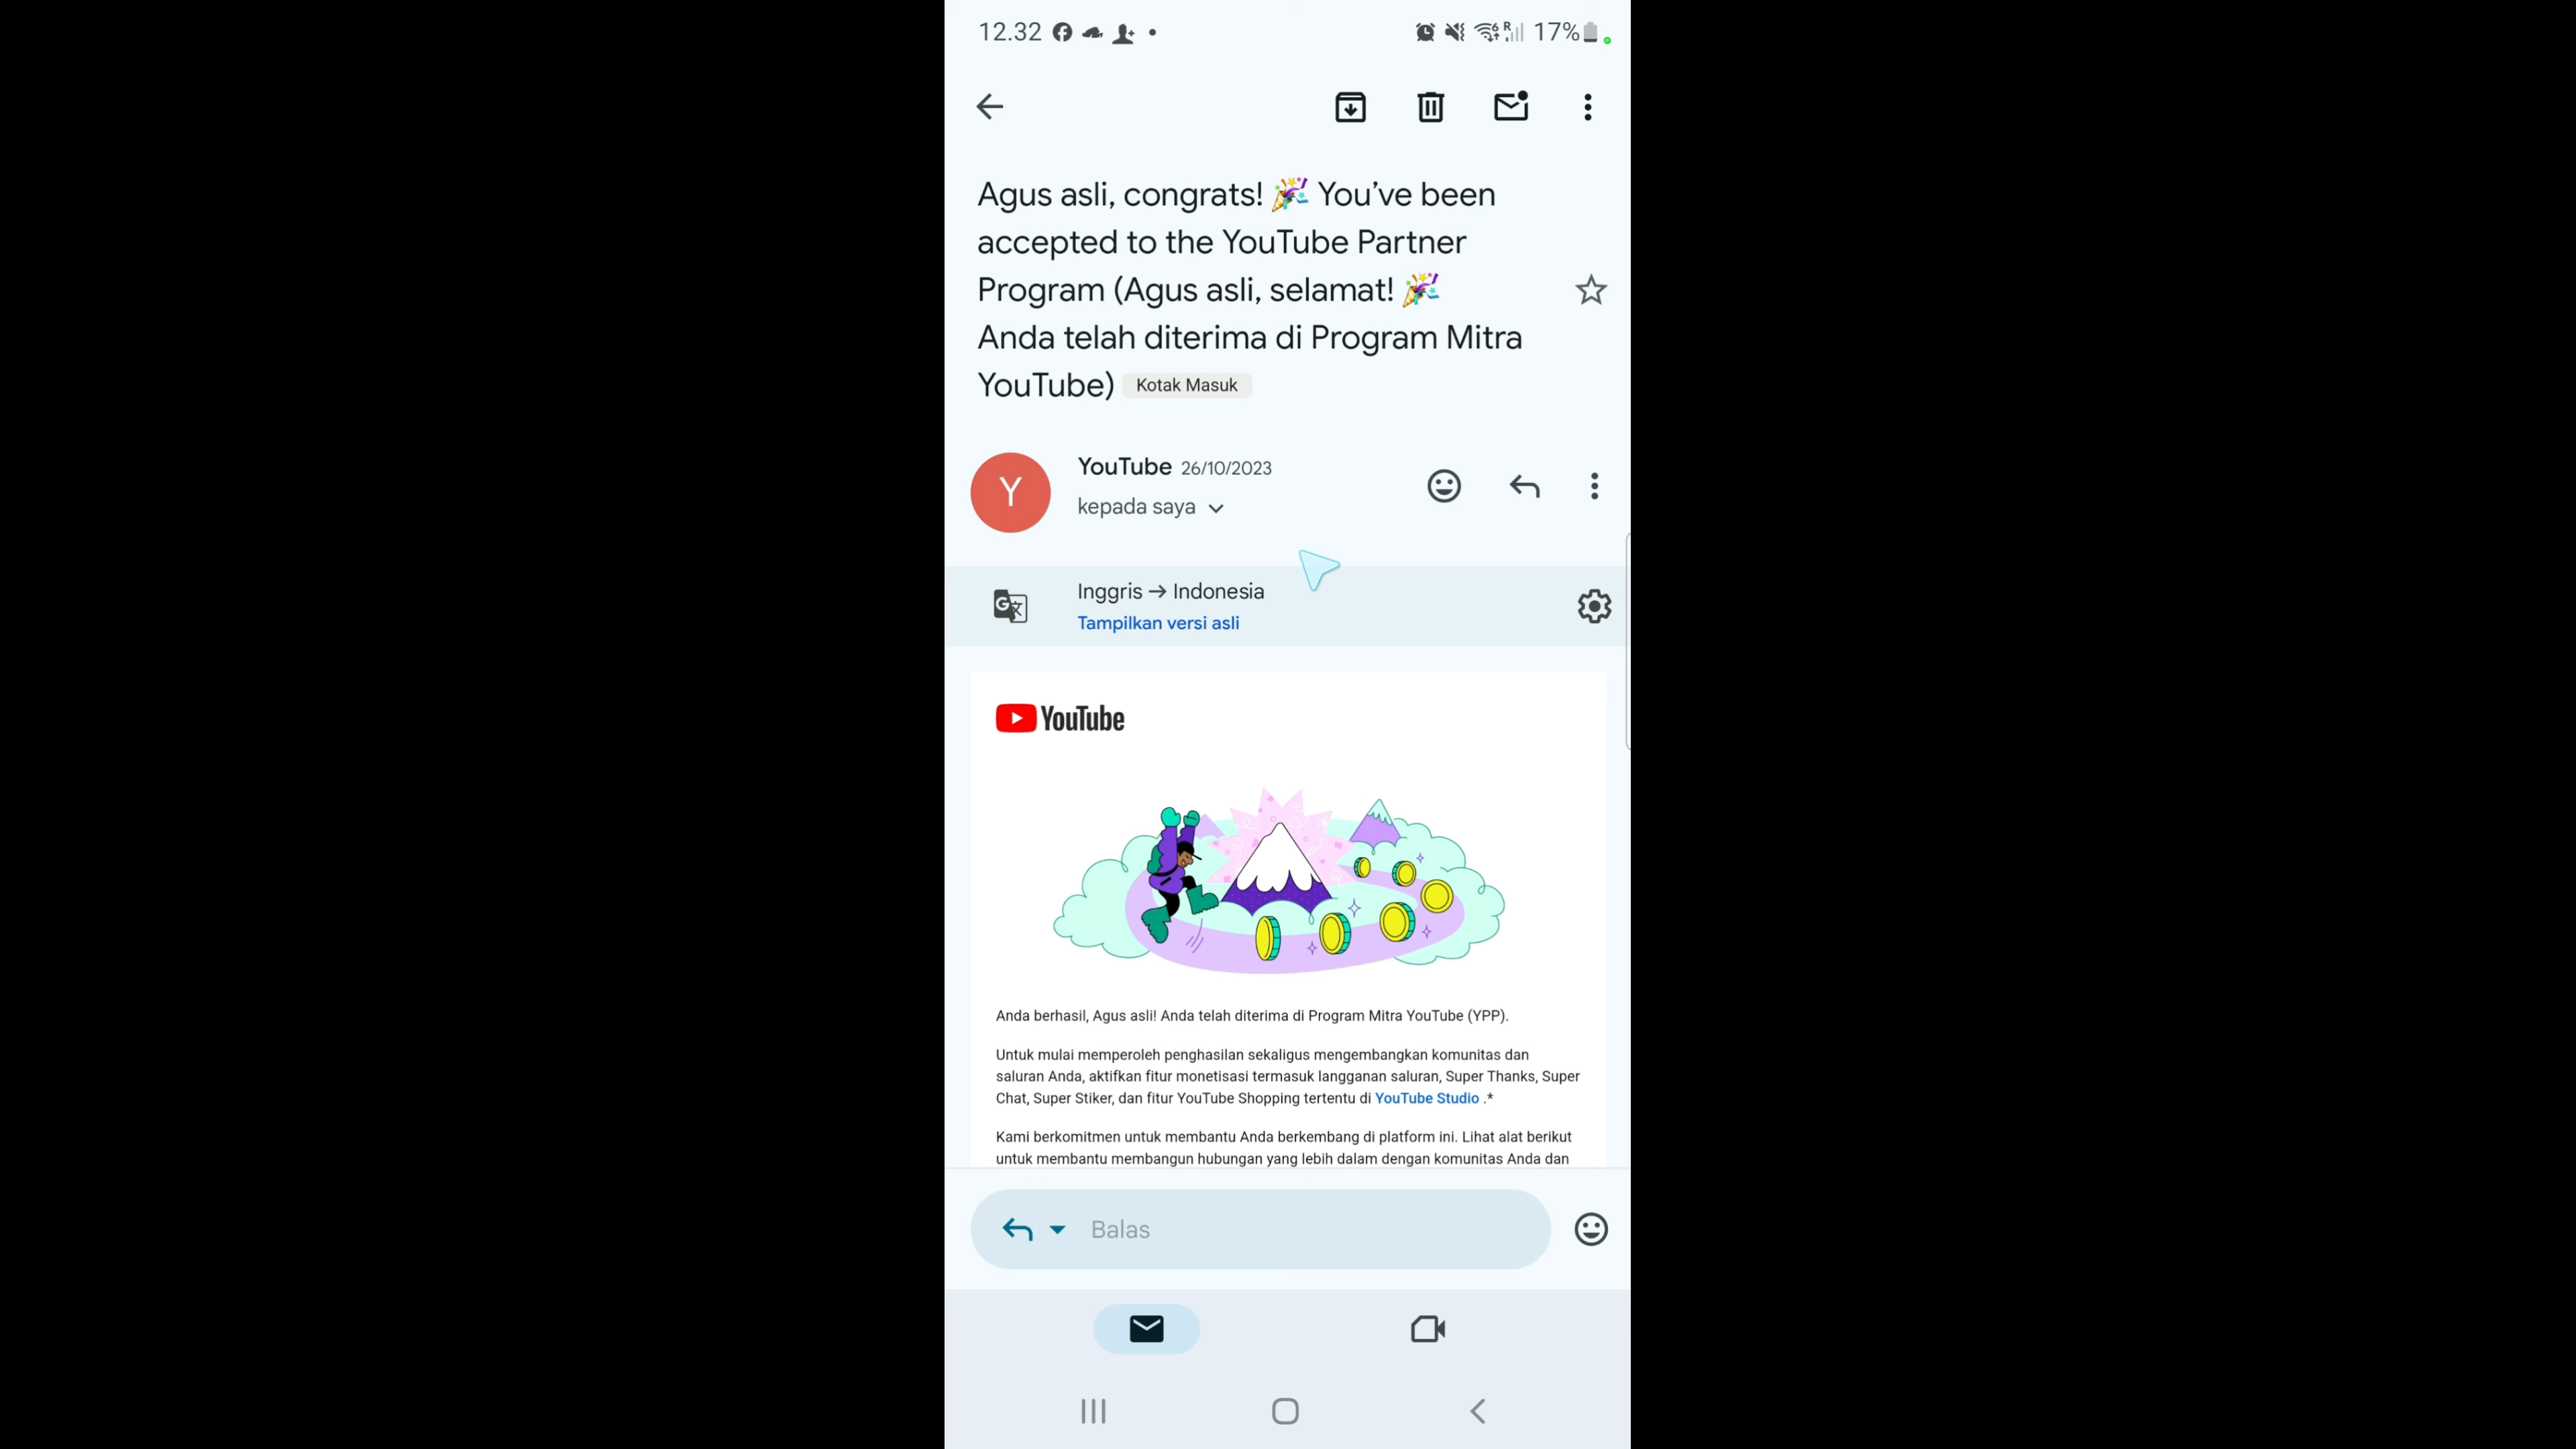 12.32
17%
Agus asli, congrats! 🎉 You’ve been
accepted to the YouTube Partner
Program (Agus asli, selamat! 🎉
Anda telah diterima di Program Mitra
YouTube) Kotak Masuk
Y
YouTube 26/10/2023
kepada saya
Inggris → Indonesia
Tampilkan versi asli
YouTube
Anda berhasil, Agus asli! Anda telah diterima di Program Mitra YouTube (YPP).
Untuk mulai memperoleh penghasilan sekaligus mengembangkan komunitas dan
saluran Anda, aktifkan fitur monetisasi termasuk langganan saluran, Super Thanks, Super
Chat, Super Stiker, dan fitur YouTube Shopping tertentu di YouTube Studio .*
Kami berkomitmen untuk membantu Anda berkembang di platform ini. Lihat alat berikut
untuk membantu membangun hubungan yang lebih dalam dengan komunitas Anda dan
Balas